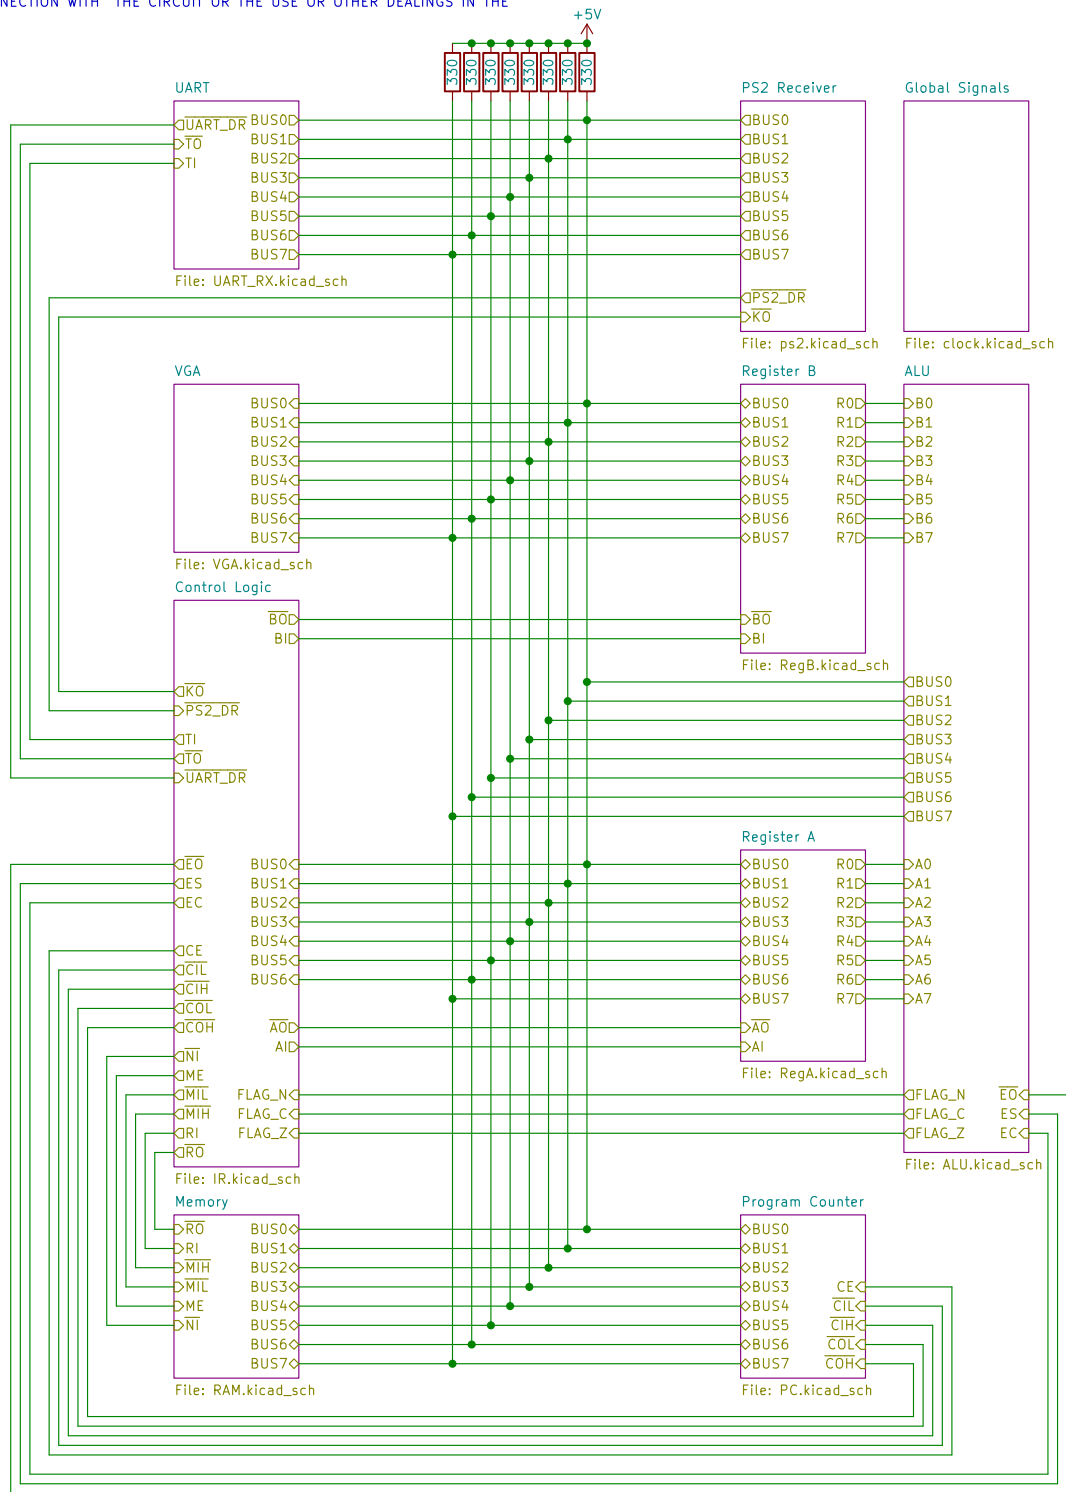 NECTION WITH THE CIRCUIT OR THE USE OR OTHER DEALINGS IN THE
+5V
330 330 330 330 330 330 330 330
UART
UART_DR BUS0
TO BUS1
TI BUS2
BUS3
BUS4
BUS5
BUS6
BUS7
File: UART_RX.kicad_sch
PS2 Receiver
BUS0
BUS1
BUS2
BUS3
BUS4
BUS5
BUS6
BUS7
PS2_DR
KO
File: ps2.kicad_sch
Global Signals
File: clock.kicad_sch
VGA
BUS0
BUS1
BUS2
BUS3
BUS4
BUS5
BUS6
BUS7
File: VGA.kicad_sch
Register B
BUS0 R0
BUS1 R1
BUS2 R2
BUS3 R3
BUS4 R4
BUS5 R5
BUS6 R6
BUS7 R7
BO
BI
File: RegB.kicad_sch
ALU
B0
B1
B2
B3
B4
B5
B6
B7
BUS0
BUS1
BUS2
BUS3
BUS4
BUS5
BUS6
BUS7
A0
A1
A2
A3
A4
A5
A6
A7
FLAG_N EO
FLAG_C ES
FLAG_Z EC
File: ALU.kicad_sch
Control Logic
BO
BI
KO
PS2_DR
TI
TO
UART_DR
EO BUS0
ES BUS1
EC BUS2
BUS3
CE BUS4
CIL BUS5
CIH BUS6
COL
COH AO
AI
NI
ME
MIL FLAG_N
MIH FLAG_C
RI FLAG_Z
RO
File: IR.kicad_sch
Register A
BUS0 R0
BUS1 R1
BUS2 R2
BUS3 R3
BUS4 R4
BUS5 R5
BUS6 R6
BUS7 R7
AO
AI
File: RegA.kicad_sch
Memory
RO BUS0
RI BUS1
MIH BUS2
MIL BUS3
ME BUS4
NI BUS5
BUS6
BUS7
File: RAM.kicad_sch
Program Counter
BUS0
BUS1
BUS2
BUS3 CE
BUS4 CIL
BUS5 CIH
BUS6 COL
BUS7 COH
File: PC.kicad_sch